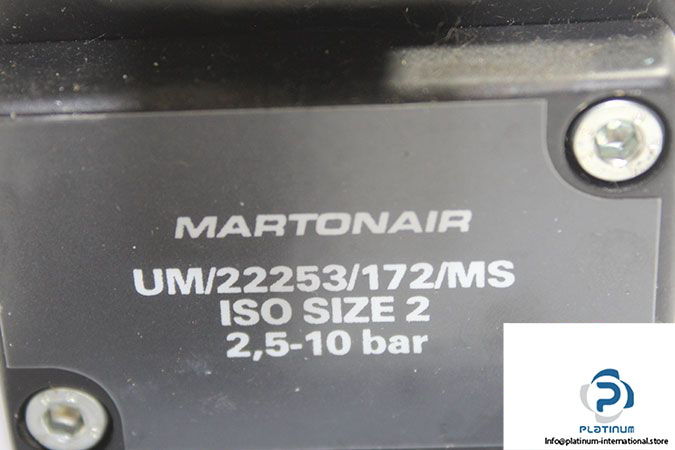 MARTONAIR
UM/22253/172/MS
ISO SIZE 2
2,5-10 bar
PLATINUM
Info@platinum-international.store